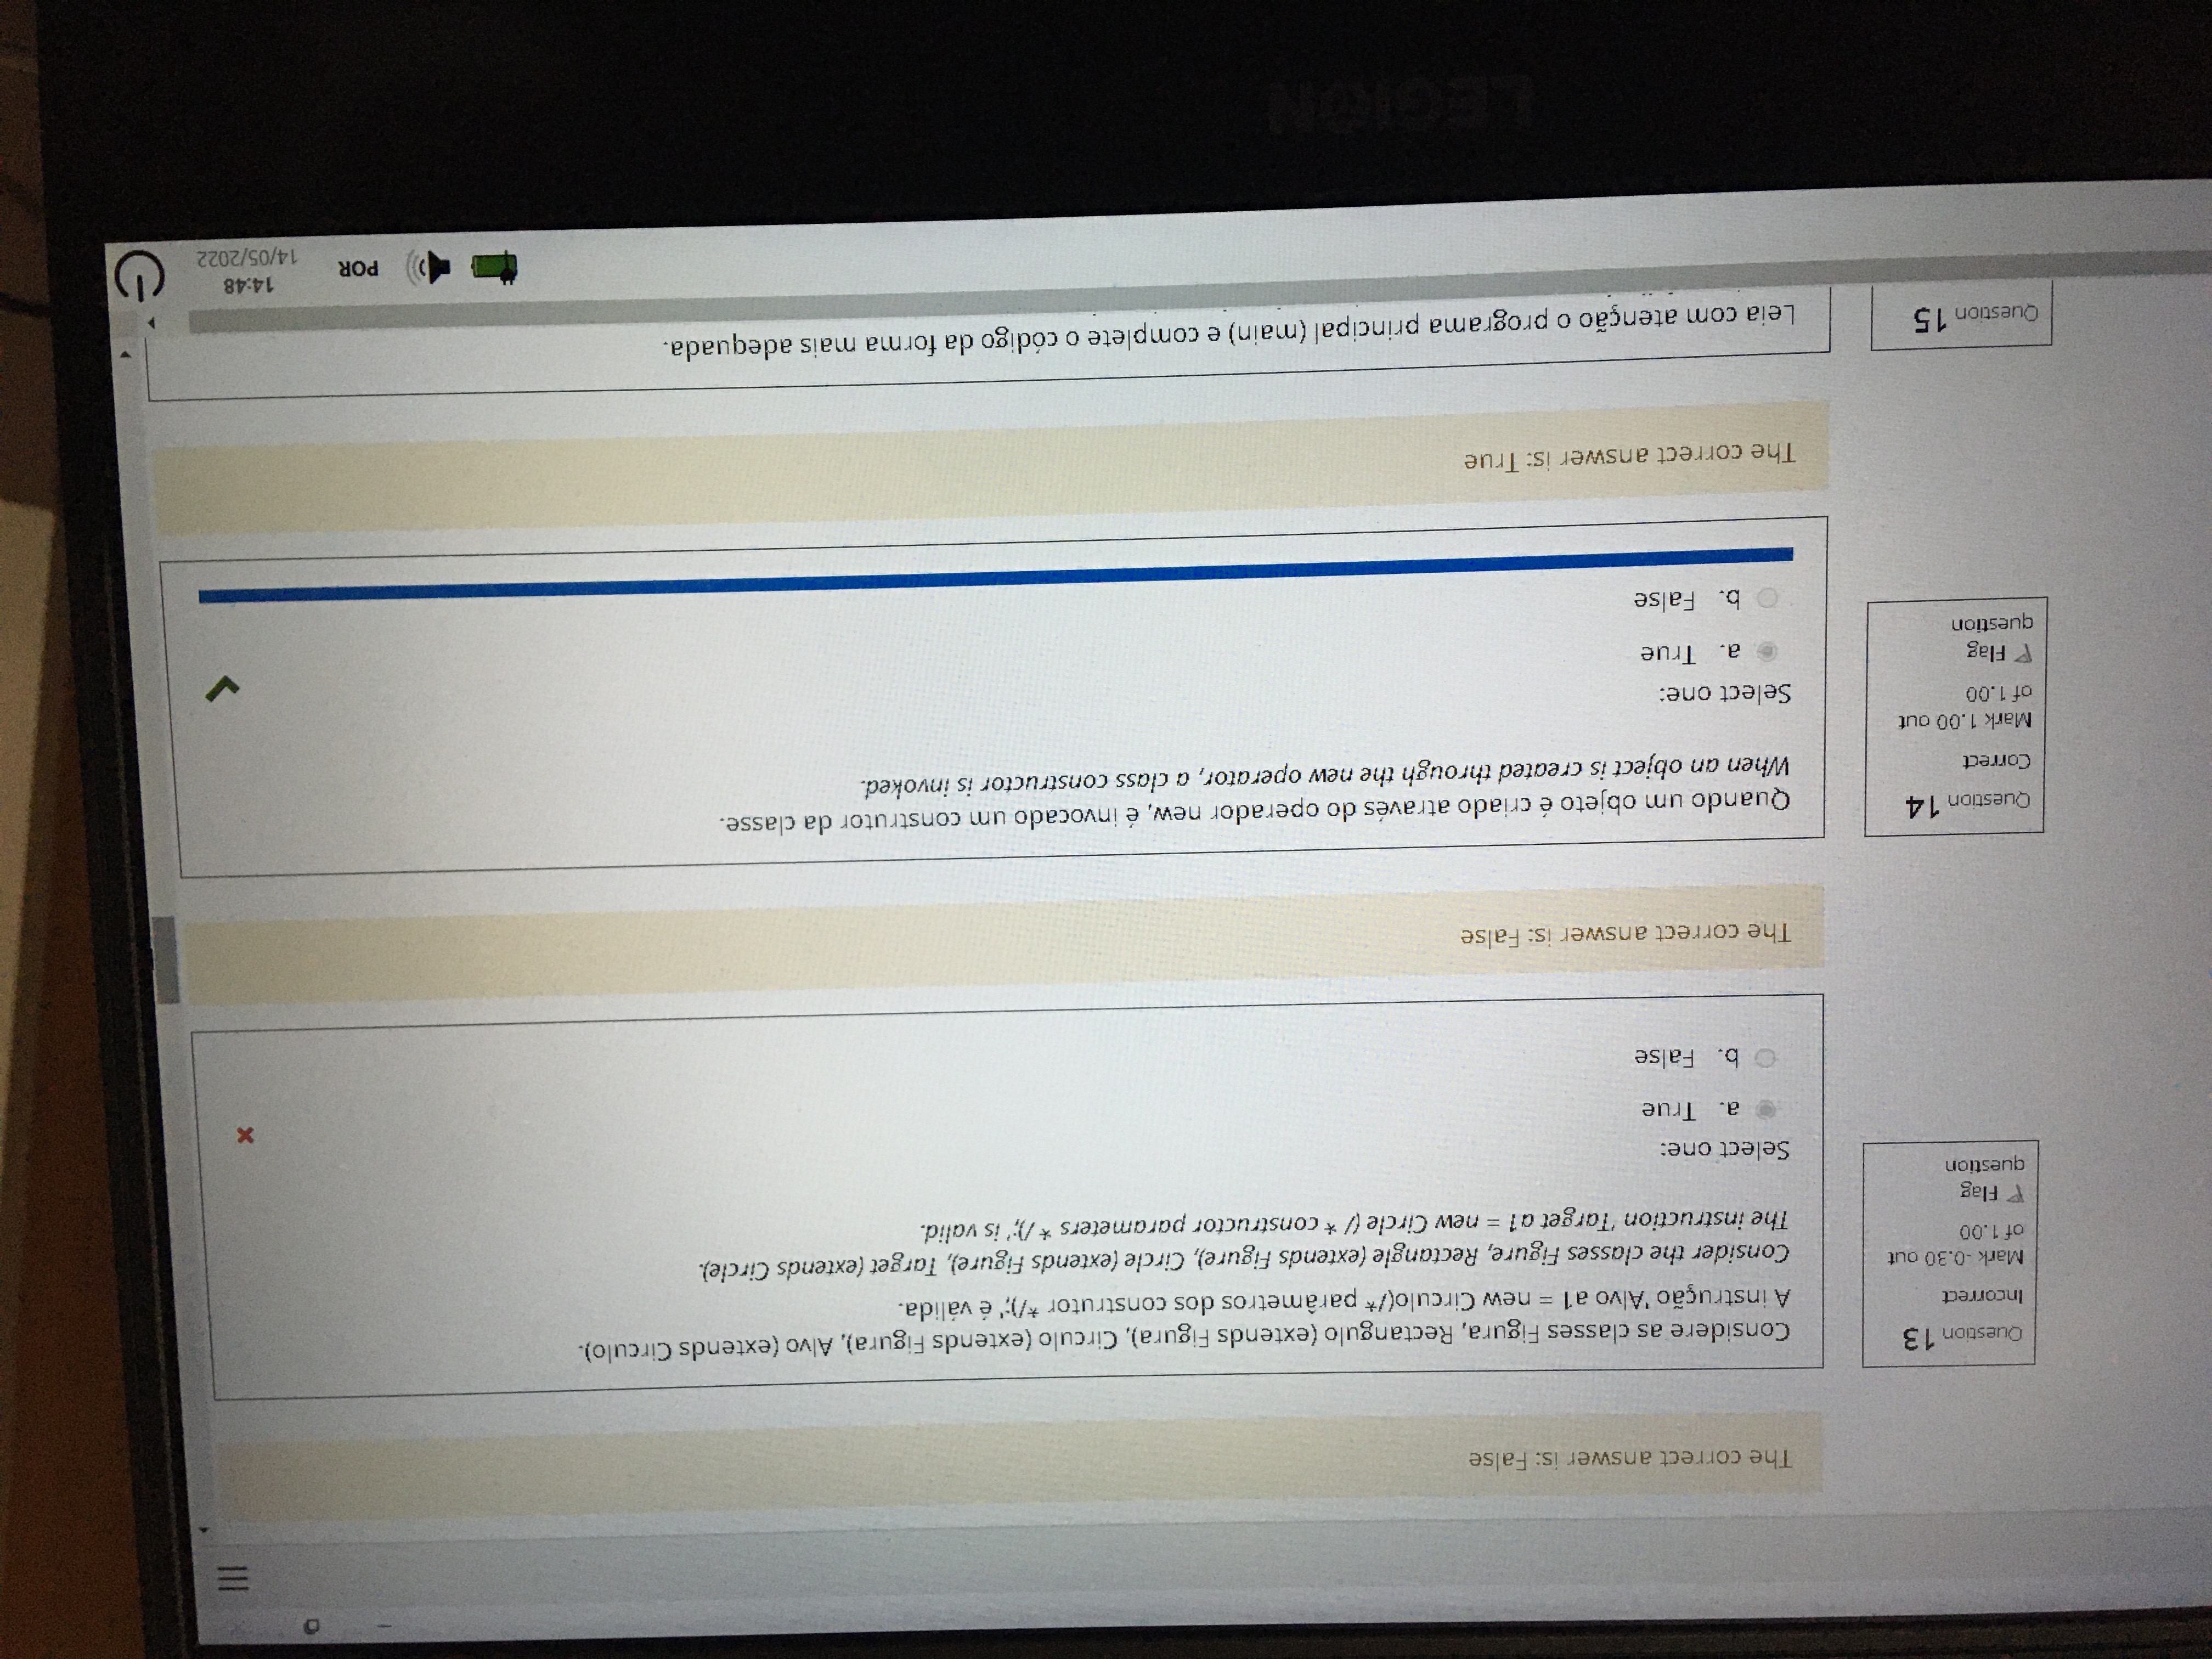 The correct answer is: False
Question 13
Incorrect
Mark -0.30 out
of 1.00
Flag
question
Considere as classes Figura, Rectangulo (extends Figura), Circulo (extends Figura), Alvo (extends Circulo).
A instrução 'Alvo a1 = new Circulo(/* parâmetros dos construtor */);' é válida.
Consider the classes Figure, Rectangle (extends Figure), Circle (extends Figure), Target (extends Circle).
The instruction 'Target a1 = new Circle (/ * constructor parameters * /);' is valid.
Select one:
a. True
b. False
The correct answer is: False
Question 14
Correct
Mark 1.00 out
of 1.00
Flag
question
Quando um objeto é criado através do operador new, é invocado um construtor da classe.
When an object is created through the new operator, a class constructor is invoked.
Select one:
a. True
b. False
The correct answer is: True
Question 15
Leia com atenção o programa principal (main) e complete o código da forma mais adequada.
POR
14:48
14/05/2022
LEGION